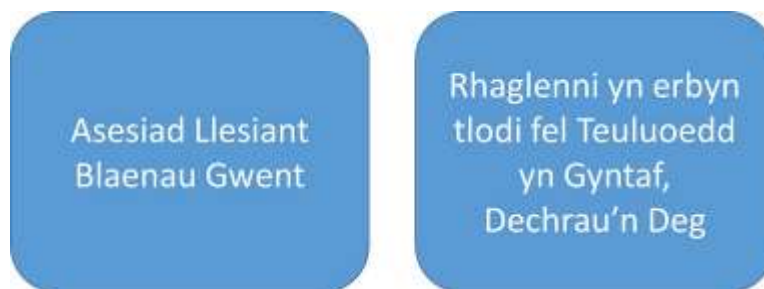 Asesiad Llesiant
Blaenau Gwent
Rhaglenni yn erbyn
tlodi fel Teuluoedd
yn Gyntaf,
Dechrau’n Deg